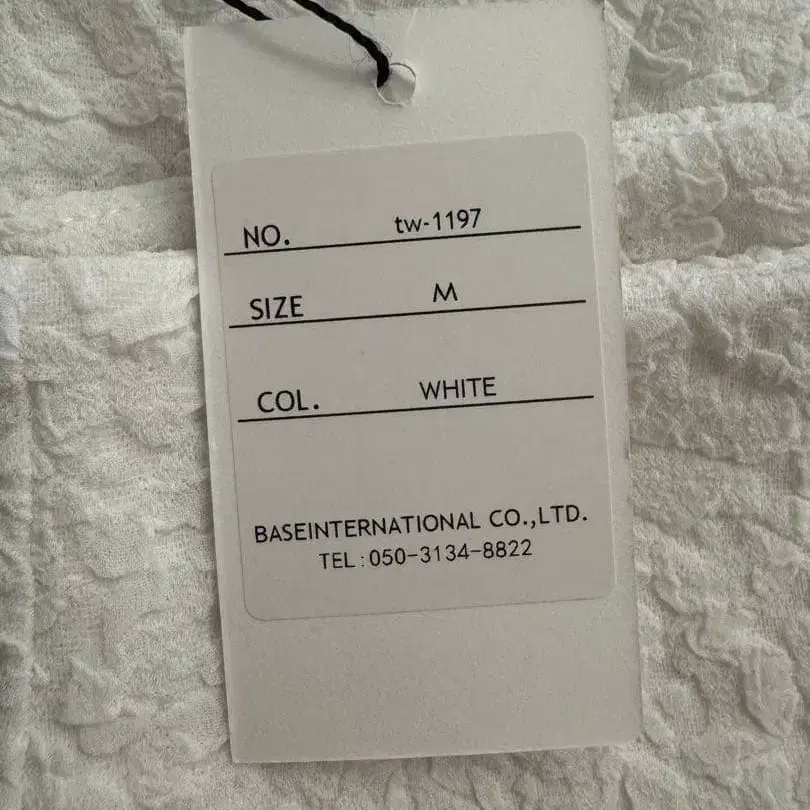 NO. tw-1197
SIZE M
COL. WHITE
BASEINTERNATIONAL CO.,LTD.
TEL:050-3134-8822